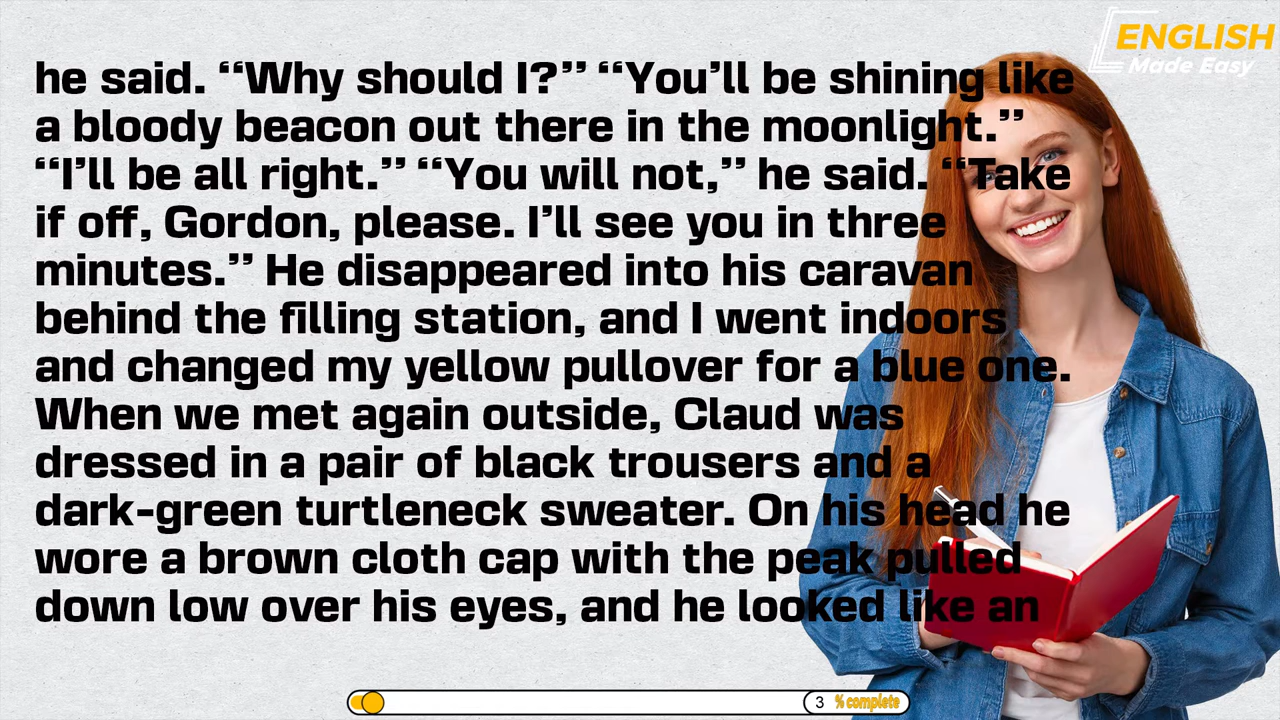 ENGLISH
Made Easy
he said. “Why should I?” “You’ll be shining like
a bloody beacon out there in the moonlight.”
“I’ll be all right.” “You will not,” he said. “Take
if off, Gordon, please. I’ll see you in three
minutes.” He disappeared into his caravan
behind the filling station, and I went indoors
and changed my yellow pullover for a blue one.
When we met again outside, Claud was
dressed in a pair of black trousers and a
dark-green turtleneck sweater. On his head he
wore a brown cloth cap with the peak pulled
down low over his eyes, and he looked like an
3 % complete